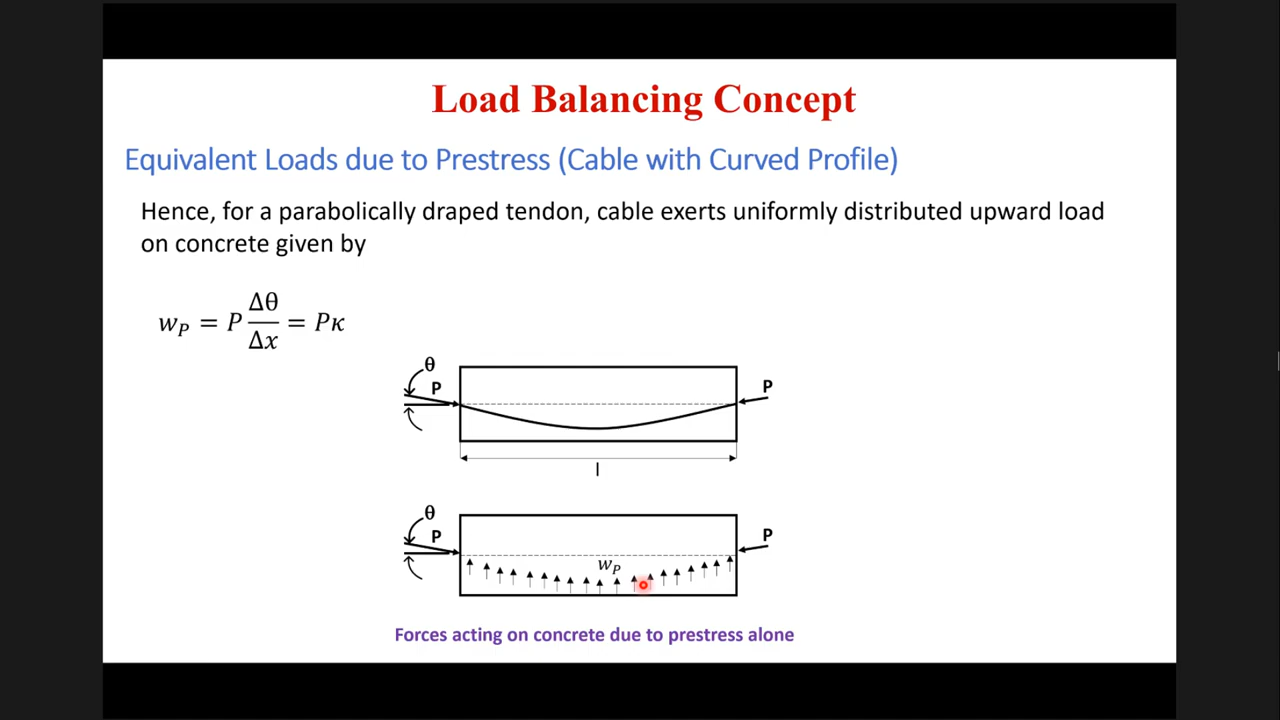 Load Balancing Concept
Equivalent Loads due to Prestress (Cable with Curved Profile)
Hence, for a parabolically draped tendon, cable exerts uniformly distributed upward load
on concrete given by
w_P = P Δθ/Δx = Pκ
θ
P
P
l
θ
P
P
w_P
Forces acting on concrete due to prestress alone